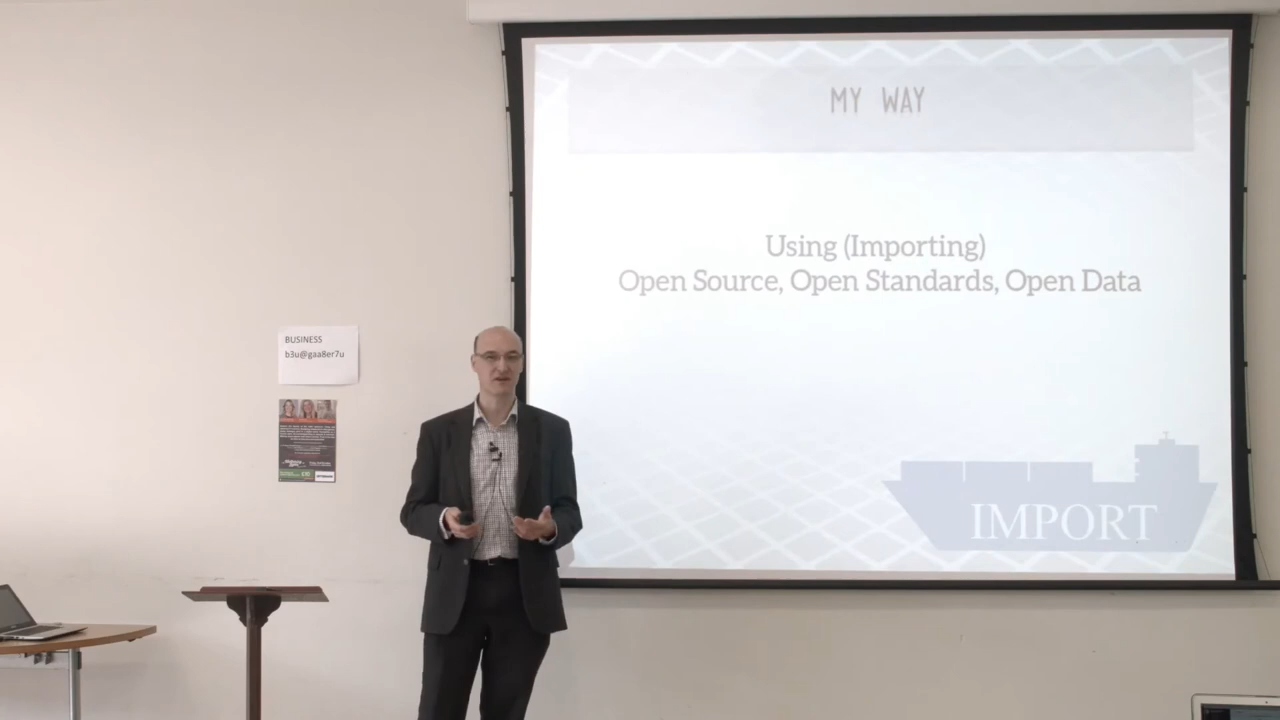 MY WAY
Using (Importing)
Open Source, Open Standards, Open Data
IMPORT
BUSINESS
b3u@gaa8er7u